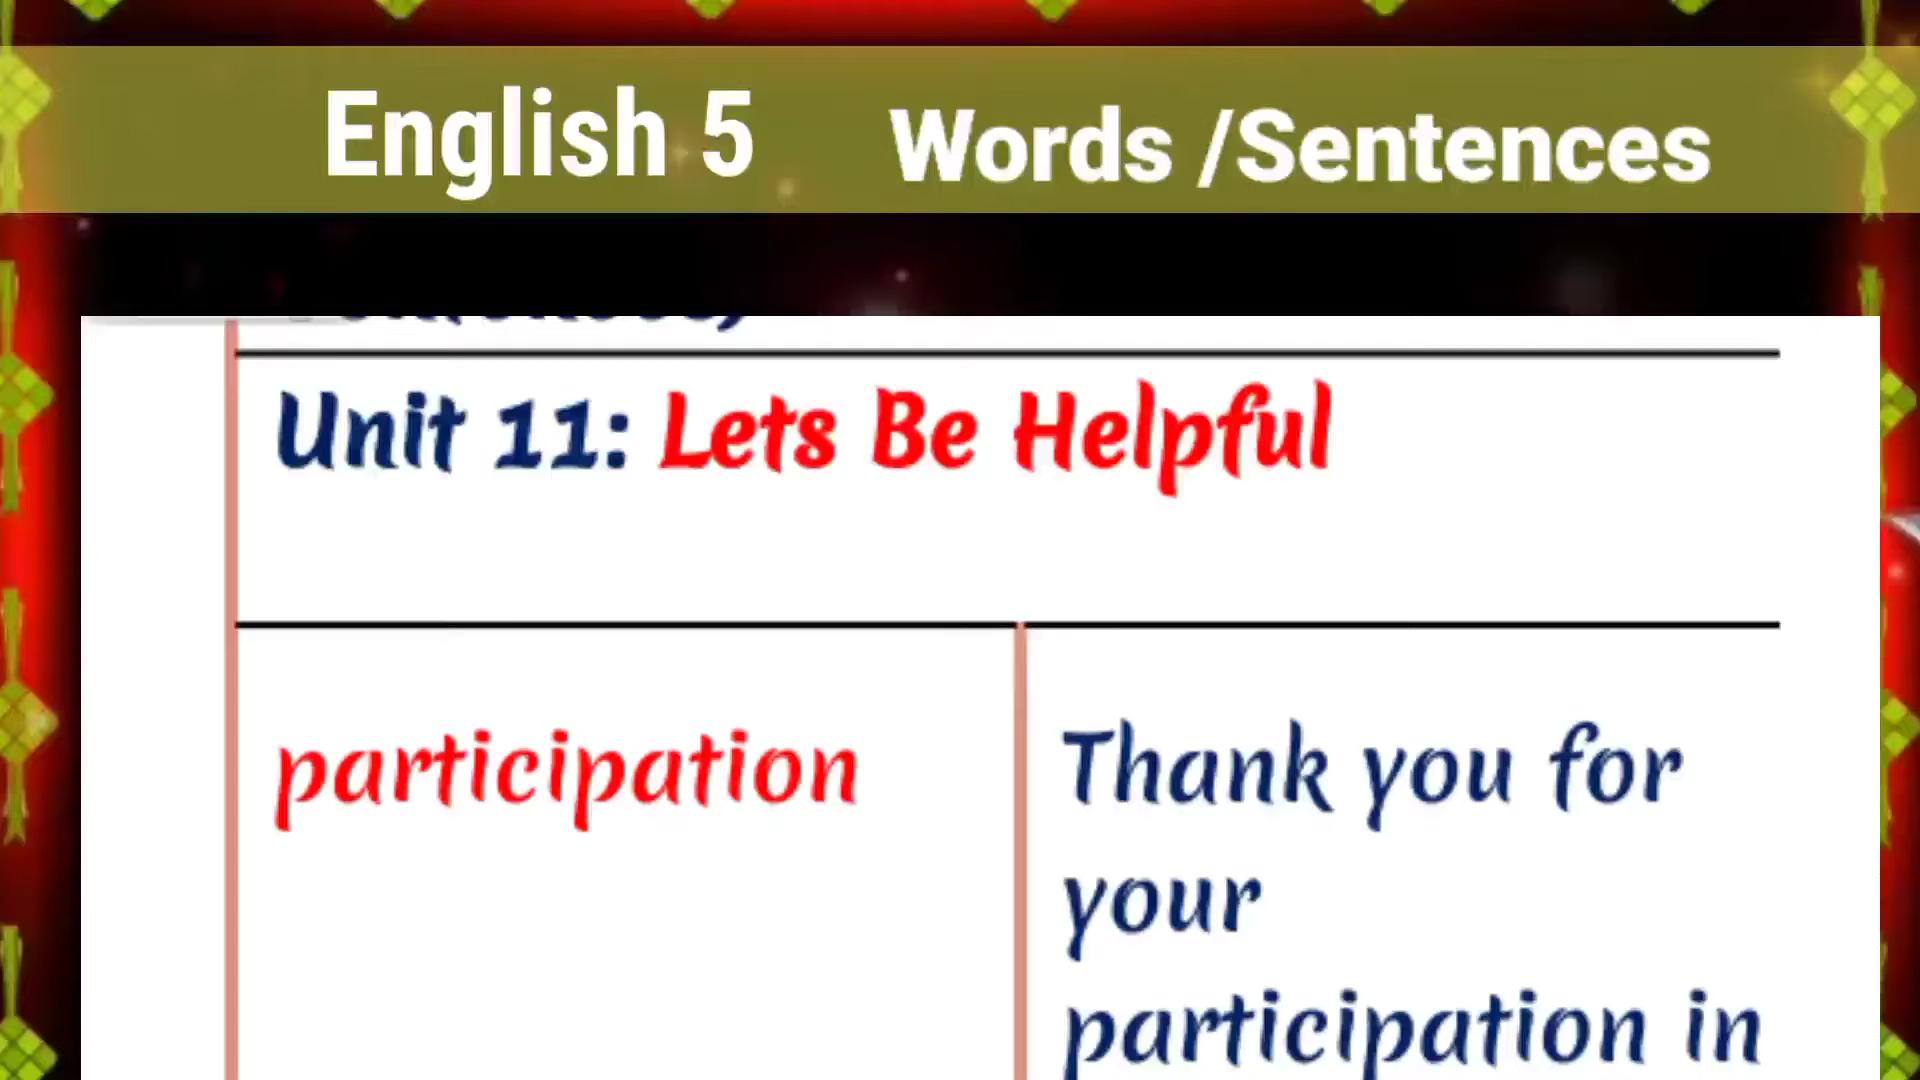 English 5 Words /Sentences
Unit 11: Lets Be Helpful
participation
Thank you for
your
participation in